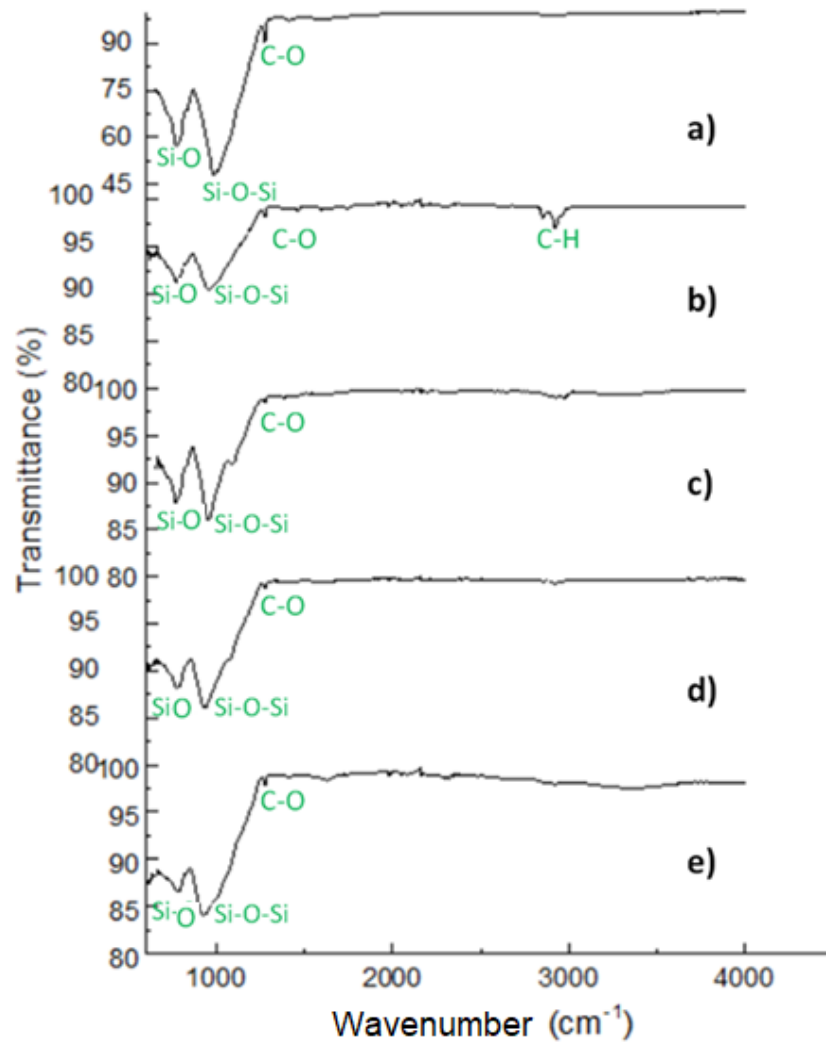 90
75
60
45
C-O
Si-O
Si-O-Si
a)
100
95
90
85
80
C-O
C-H
Si-O
Si-O-Si
b)
100
95
90
85
80
C-O
Si-O
Si-O-Si
c)
100
95
90
85
80
C-O
SiO
Si-O-Si
d)
100
95
90
85
80
C-O
Si-O
Si-O-Si
e)
Transmittance (%)
1000
2000
3000
4000
Wavenumber (cm⁻¹)